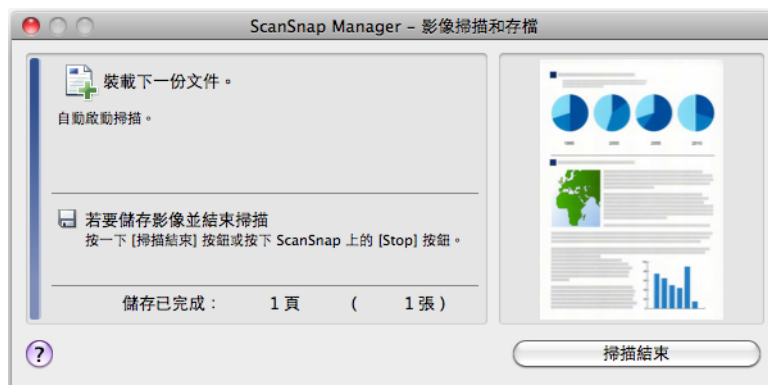 ScanSnap Manager – 影像掃描和存檔
裝載下一份文件。
自動啟動掃描。
若要儲存影像並結束掃描
按一下 [掃描結束] 按鈕或按下 ScanSnap 上的 [Stop] 按鈕。
儲存已完成： 1 頁 ( 1 張 )
?
掃描結束